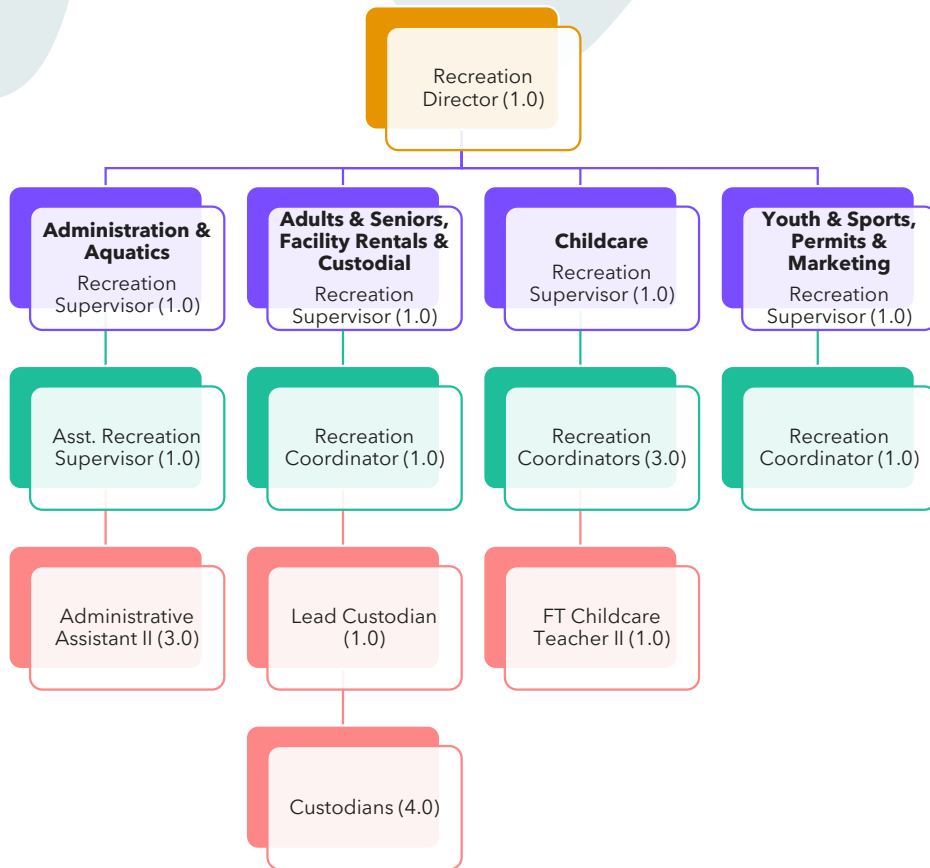 Recreation
Director (1.0)
Administration &
Aquatics
Recreation
Supervisor (1.0)
Adults & Seniors,
Facility Rentals &
Custodial
Recreation
Supervisor (1.0)
Childcare
Recreation
Supervisor (1.0)
Youth & Sports,
Permits &
Marketing
Recreation
Supervisor (1.0)
Asst. Recreation
Supervisor (1.0)
Recreation
Coordinator (1.0)
Recreation
Coordinators (3.0)
Recreation
Coordinator (1.0)
Administrative
Assistant II (3.0)
Lead Custodian
(1.0)
FT Childcare
Teacher II (1.0)
Custodians (4.0)